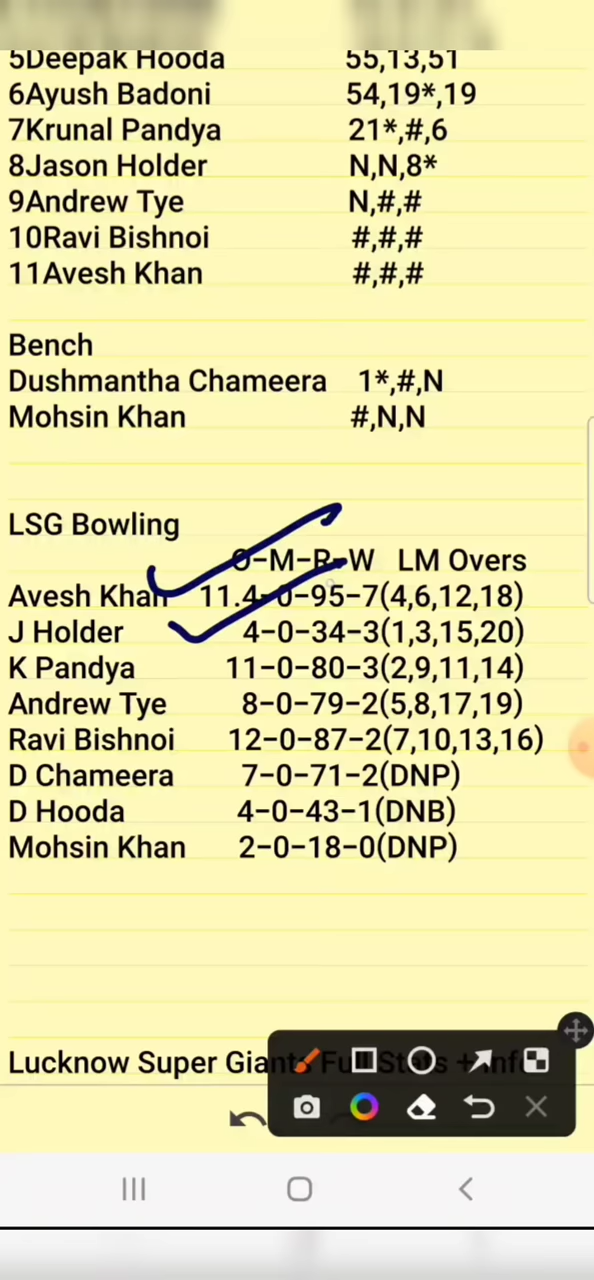 5Deepak Hooda 55,13,51
6Ayush Badoni 54,19*,19
7Krunal Pandya 21*,#,6
8Jason Holder N,N,8*
9Andrew Tye N,#,#
10Ravi Bishnoi #,#,#
11Avesh Khan #,#,#
Bench
Dushmantha Chameera 1*,#,N
Mohsin Khan #,N,N
LSG Bowling
O-M-R-W LM Overs
Avesh Khan 11.4-0-95-7(4,6,12,18)
J Holder 4-0-34-3(1,3,15,20)
K Pandya 11-0-80-3(2,9,11,14)
Andrew Tye 8-0-79-2(5,8,17,19)
Ravi Bishnoi 12-0-87-2(7,10,13,16)
D Chameera 7-0-71-2(DNP)
D Hooda 4-0-43-1(DNB)
Mohsin Khan 2-0-18-0(DNP)
Lucknow Super Giants Full Stats + Info